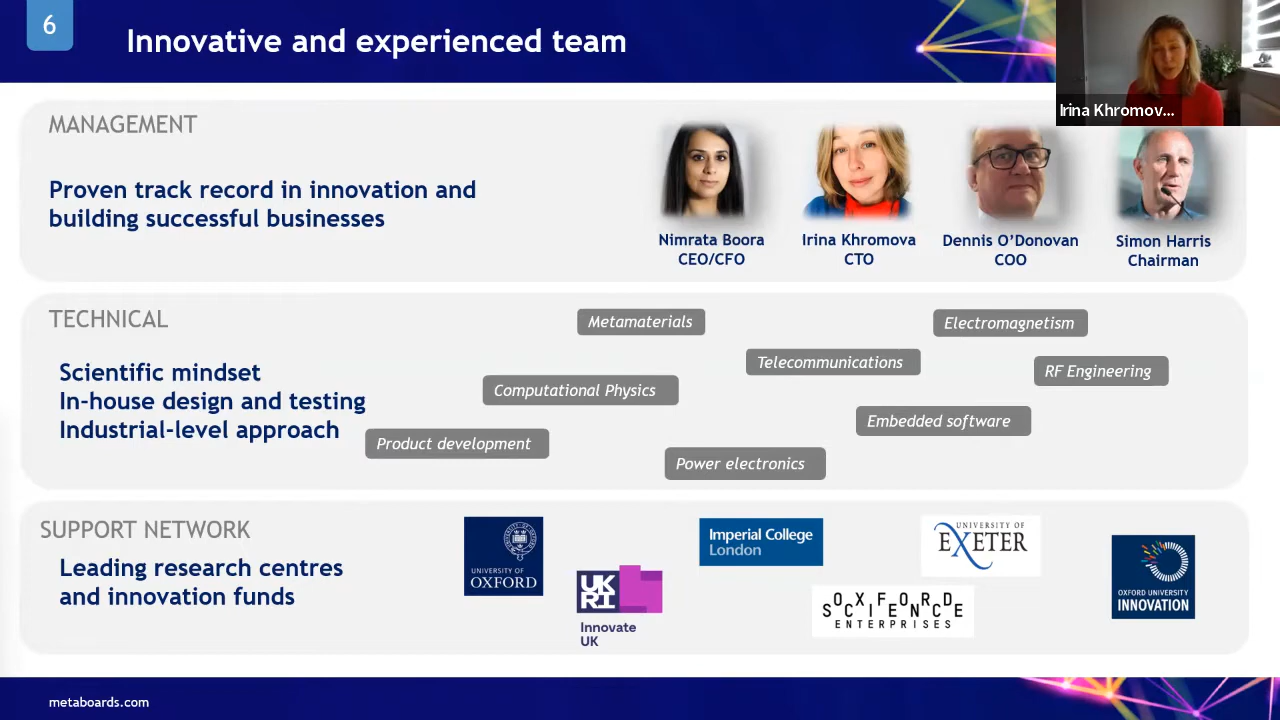 6
Innovative and experienced team
Irina Khromov...
MANAGEMENT
Proven track record in innovation and
building successful businesses
Nimrata Boora
CEO/CFO
Irina Khromova
CTO
Dennis O’Donovan
COO
Simon Harris
Chairman
TECHNICAL
Scientific mindset
In-house design and testing
Industrial-level approach
Metamaterials
Electromagnetism
Telecommunications
RF Engineering
Computational Physics
Embedded software
Product development
Power electronics
SUPPORT NETWORK
Leading research centres
and innovation funds
UNIVERSITY OF
OXFORD
UK
RI
Innovate
UK
Imperial College
London
OXFORD
SCIENCE
ENTERPRISES
UNIVERSITY OF
EXETER
OXFORD UNIVERSITY
INNOVATION
metaboards.com